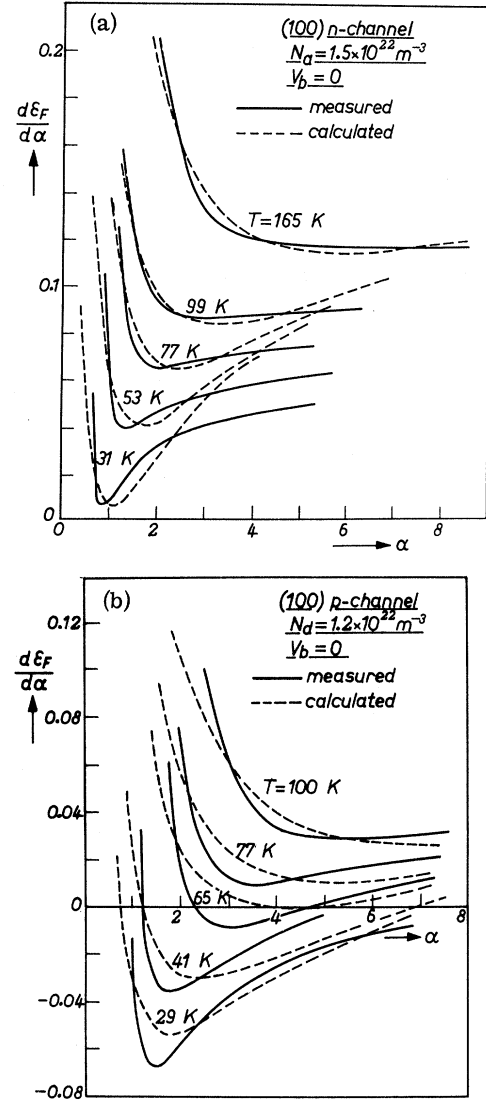 (a)
(100) n-channel
N_a = 1.5×10^22 m^-3
V_b = 0
measured
calculated
dε_F
dα
0.2
0.1
0
T=165 K
99 K
77 K
53 K
31 K
0 2 4 6 8
α
(b)
(100) p-channel
N_d = 1.2×10^22 m^-3
V_b = 0
measured
calculated
dε_F
dα
0.12
0.08
0.04
0
-0.04
-0.08
T=100 K
77 K
65 K
41 K
29 K
2 4 6 8
α